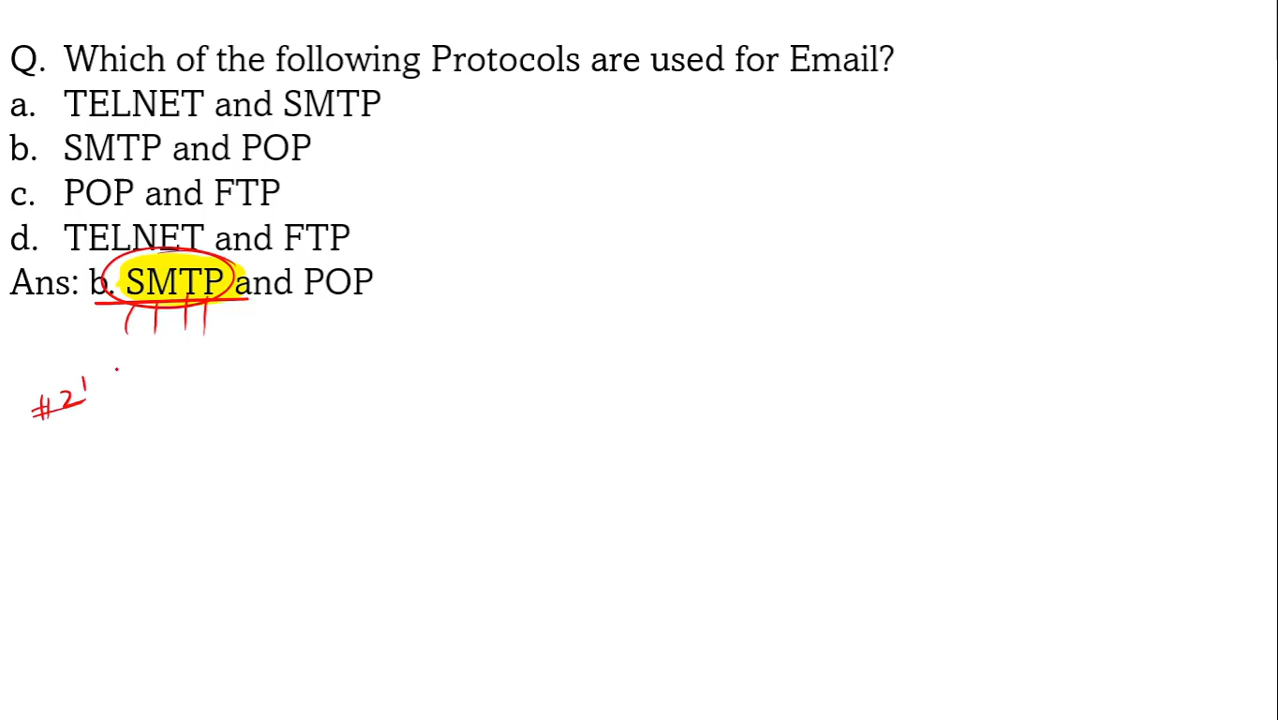 Q. Which of the following Protocols are used for Email?
a. TELNET and SMTP
b. SMTP and POP
c. POP and FTP
d. TELNET and FTP
Ans: b. SMTP and POP
#2'